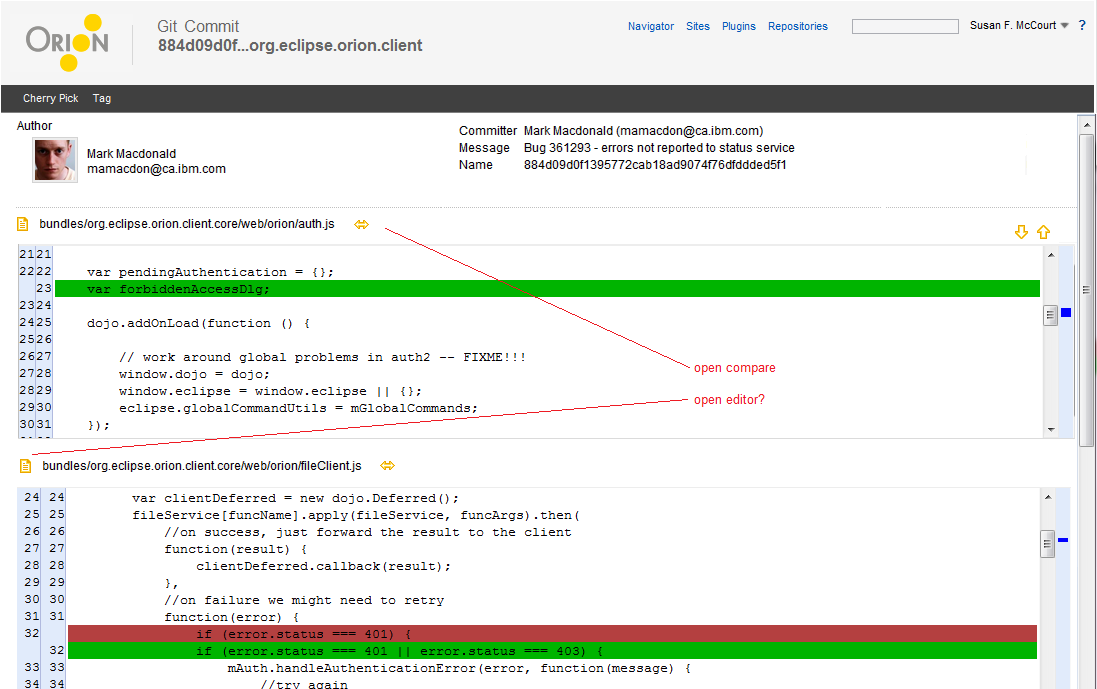 ORION
Git Commit
884d09d0f...org.eclipse.orion.client
Navigator Sites Plugins Repositories
Susan F. McCourt ?
Cherry Pick Tag
Author
Mark Macdonald
mamacdon@ca.ibm.com
Committer Mark Macdonald (mamacdon@ca.ibm.com)
Message Bug 361293 - errors not reported to status service
Name 884d09d0f1395772cab18ad9074f76dfddded5f1
bundles/org.eclipse.orion.client.core/web/orion/auth.js
21 21
22 22 var pendingAuthentication = {};
23 var forbiddenAccessDlg;
23 24
24 25 dojo.addOnLoad(function () {
25 26
26 27 // work around global problems in auth2 -- FIXME!!!
27 28 window.dojo = dojo;
28 29 window.eclipse = window.eclipse || {};
29 30 eclipse.globalCommandUtils = mGlobalCommands;
30 31 });
open compare
open editor?
bundles/org.eclipse.orion.client.core/web/orion/fileClient.js
24 24 var clientDeferred = new dojo.Deferred();
25 25 fileService[funcName].apply(fileService, funcArgs).then(
26 26 //on success, just forward the result to the client
27 27 function(result) {
28 28 clientDeferred.callback(result);
29 29 },
30 30 //on failure we might need to retry
31 31 function(error) {
32 if (error.status === 401) {
32 if (error.status === 401 || error.status === 403) {
33 33 mAuth.handleAuthenticationError(error, function(message) {
34 34 //try again